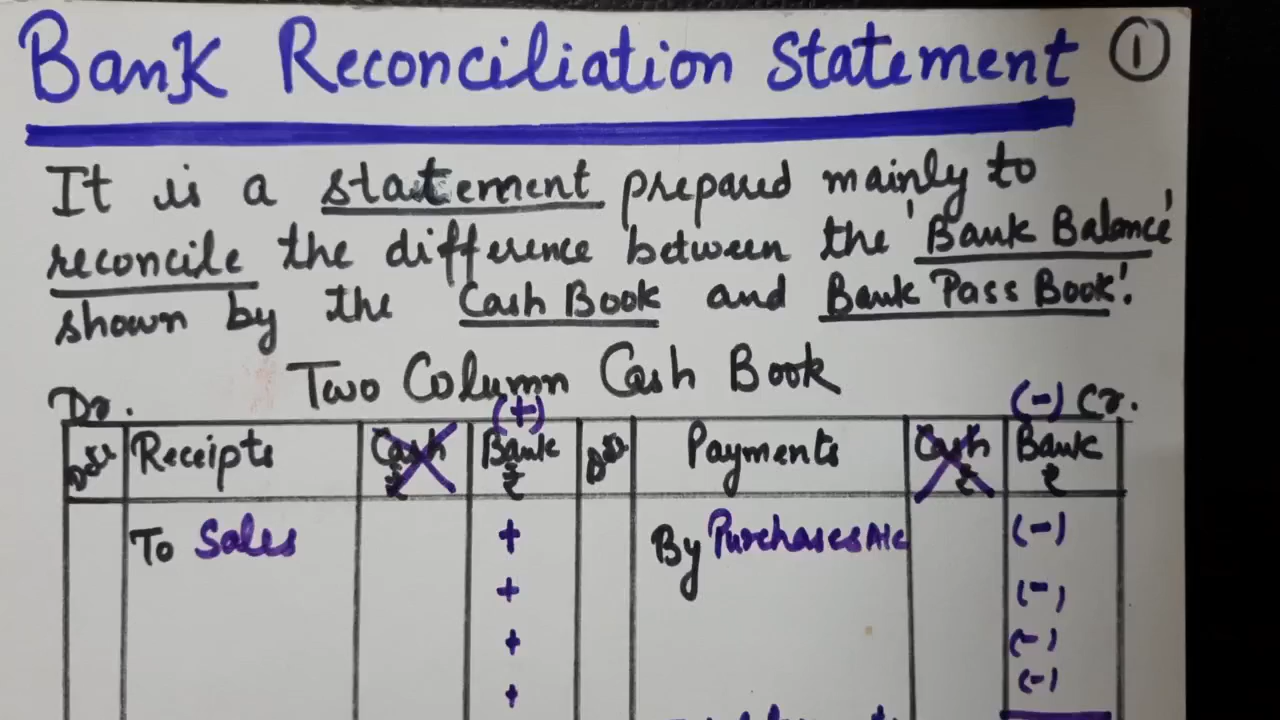 Bank Reconciliation Statement 1
It is a statement prepared mainly to
reconcile the difference between the 'Bank Balance'
shown by the Cash Book and Bank Pass Book'.
Two Column Cash Book
Dr. (+) (-) Cr.
Date Receipts Cash ₹ Bank ₹ Date Payments Cash ₹ Bank ₹
To Sales + By Purchases A/c (-)
+ (-)
+ (-)
+ (-)